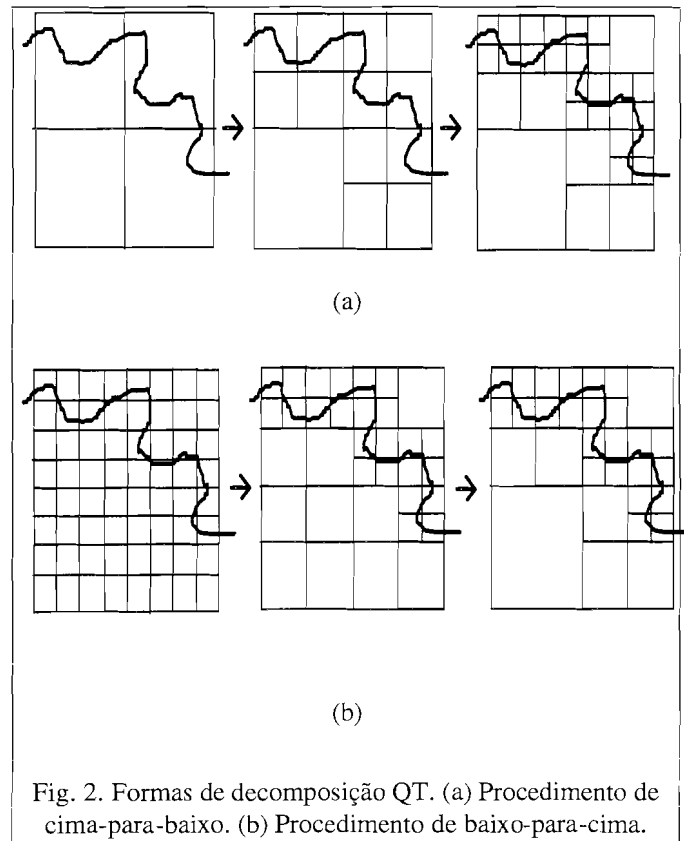 (a)
(b)
Fig. 2. Formas de decomposição QT. (a) Procedimento de
cima-para-baixo. (b) Procedimento de baixo-para-cima.